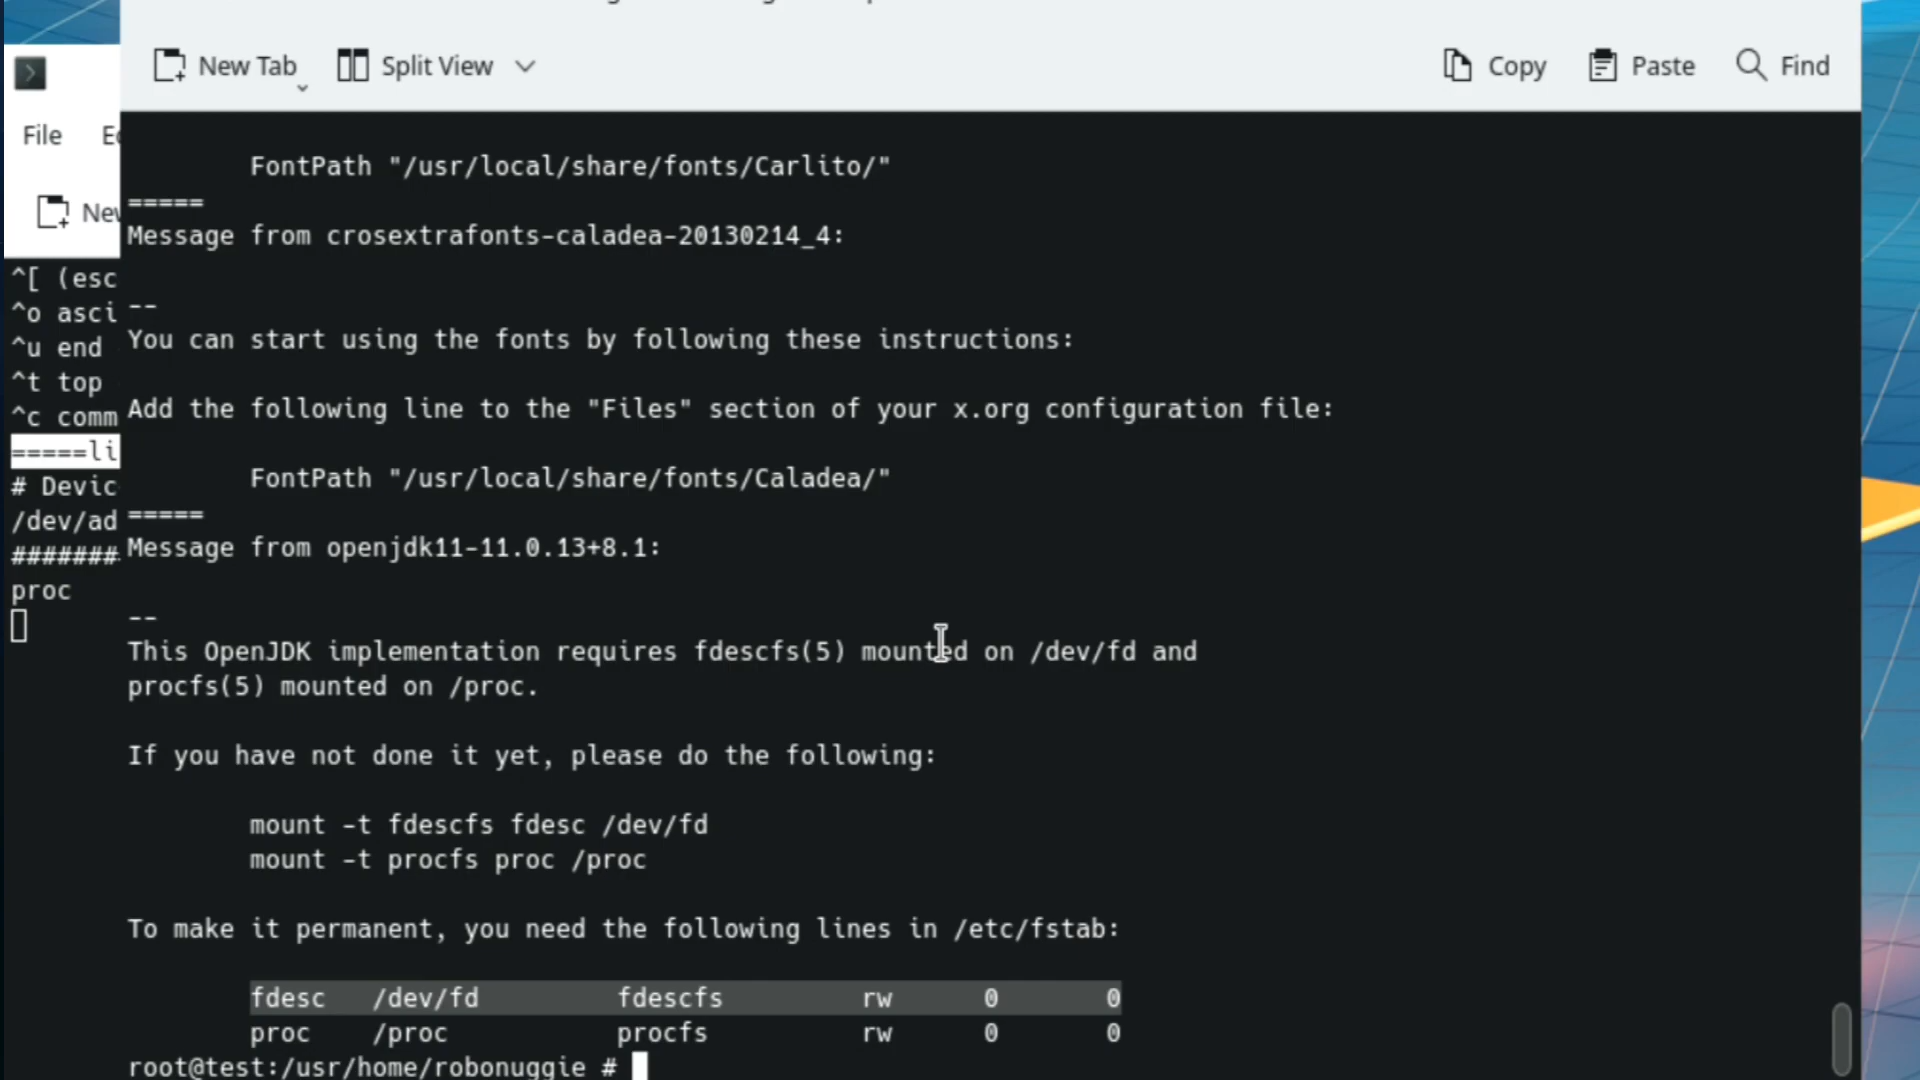 New Tab Split View Copy Paste Find
File
FontPath "/usr/local/share/fonts/Carlito/"
=====
Message from crosextrafonts-caladea-20130214_4:
--
You can start using the fonts by following these instructions:
Add the following line to the "Files" section of your x.org configuration file:
FontPath "/usr/local/share/fonts/Caladea/"
=====
Message from openjdk11-11.0.13+8.1:
--
This OpenJDK implementation requires fdescfs(5) mounted on /dev/fd and
procfs(5) mounted on /proc.
If you have not done it yet, please do the following:
mount -t fdescfs fdesc /dev/fd
mount -t procfs proc /proc
To make it permanent, you need the following lines in /etc/fstab:
fdesc /dev/fd fdescfs rw 0 0
proc /proc procfs rw 0 0
root@test:/usr/home/robonuggie #
^[ (esc
^o asci
^u end
^t top
^c comm
=====li
# Devic
/dev/ad
#######
proc